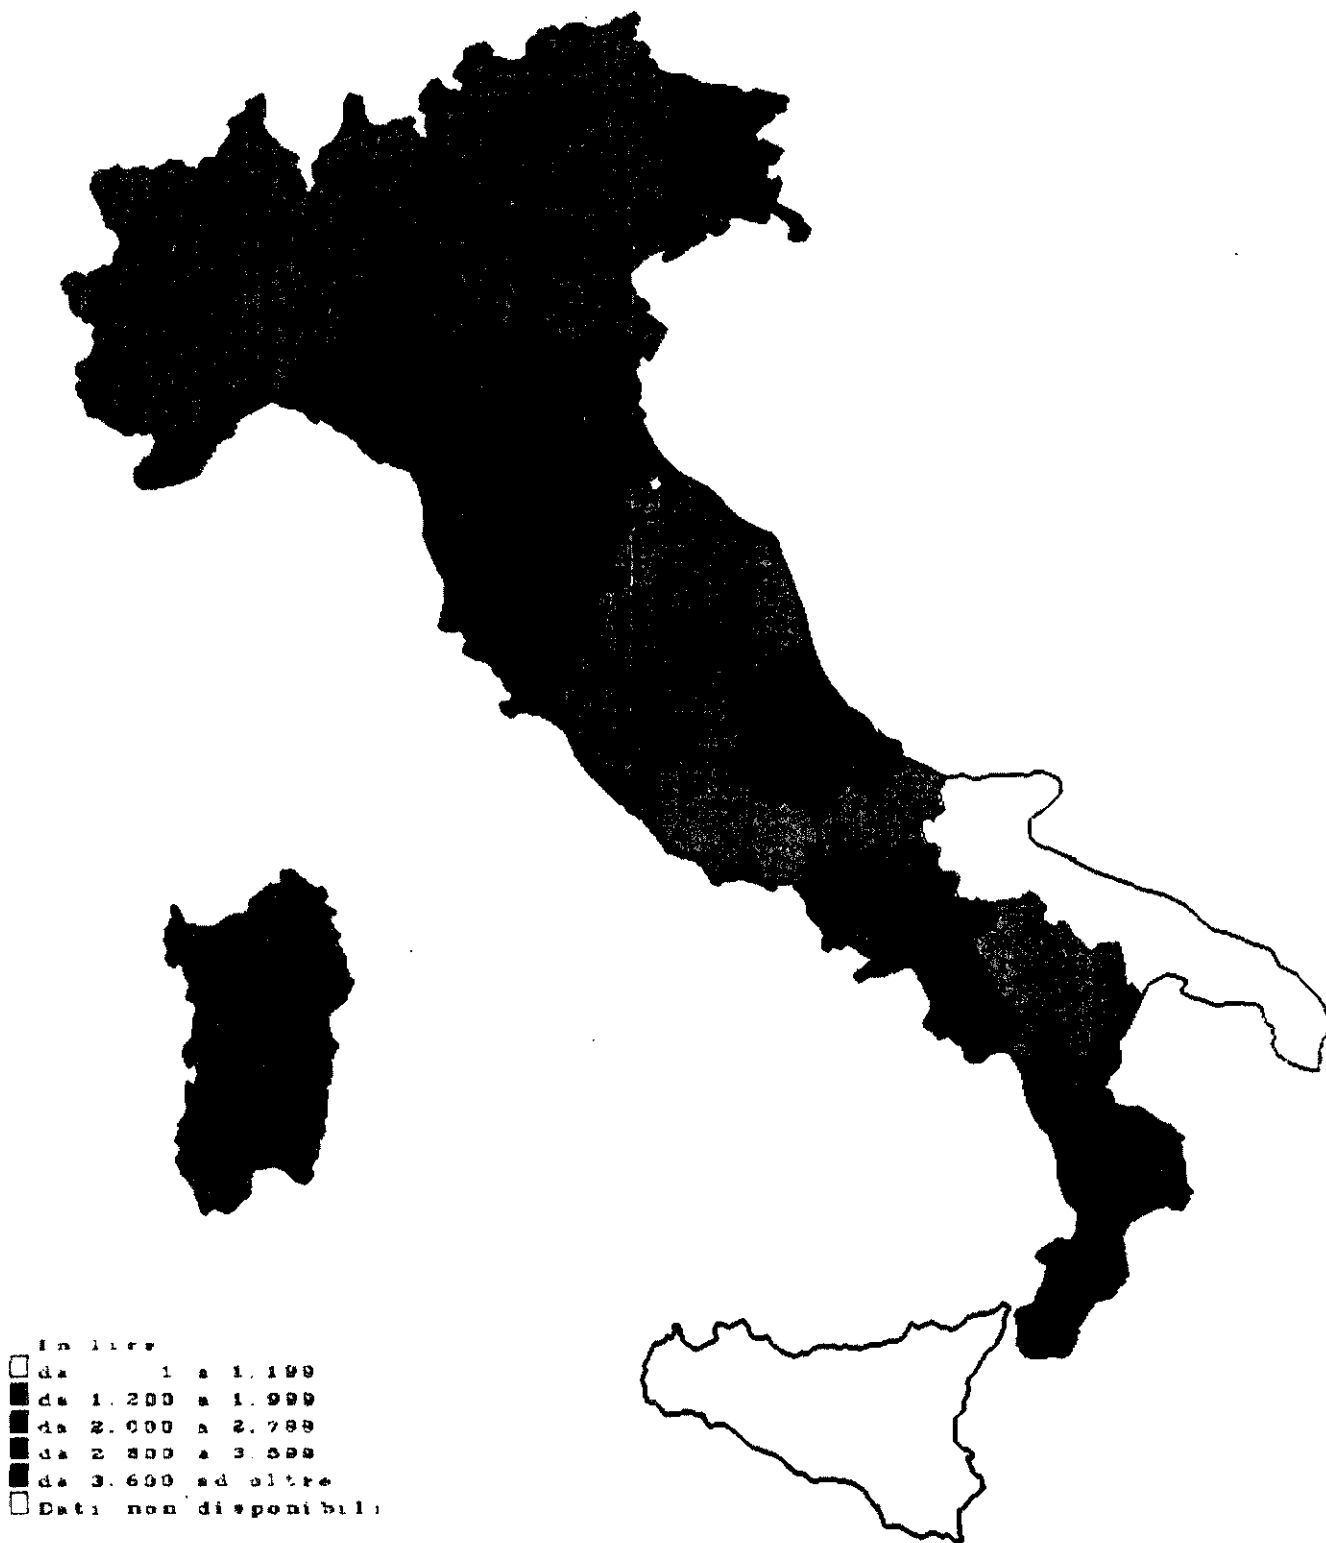 In lire
da 1 a 1.199
da 1.200 a 1.999
da 2.000 a 2.799
da 2.800 a 3.599
da 3.600 ad oltre
Dati non disponibili